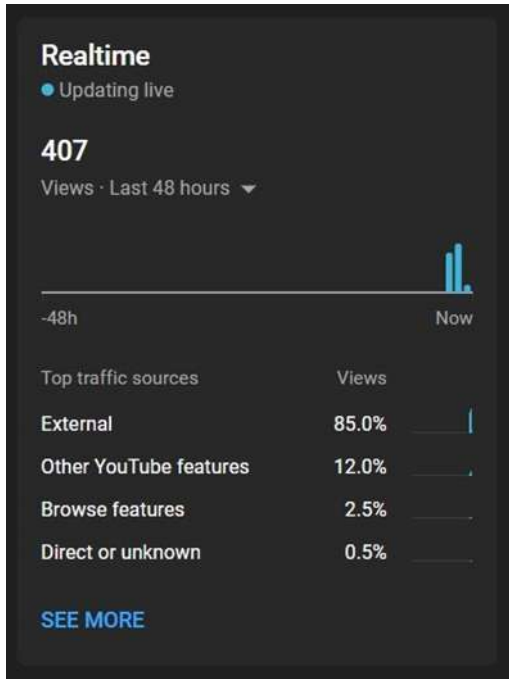 Realtime
Updating live
407
Views · Last 48 hours
-48h Now
Top traffic sources Views
External 85.0%
Other YouTube features 12.0%
Browse features 2.5%
Direct or unknown 0.5%
SEE MORE